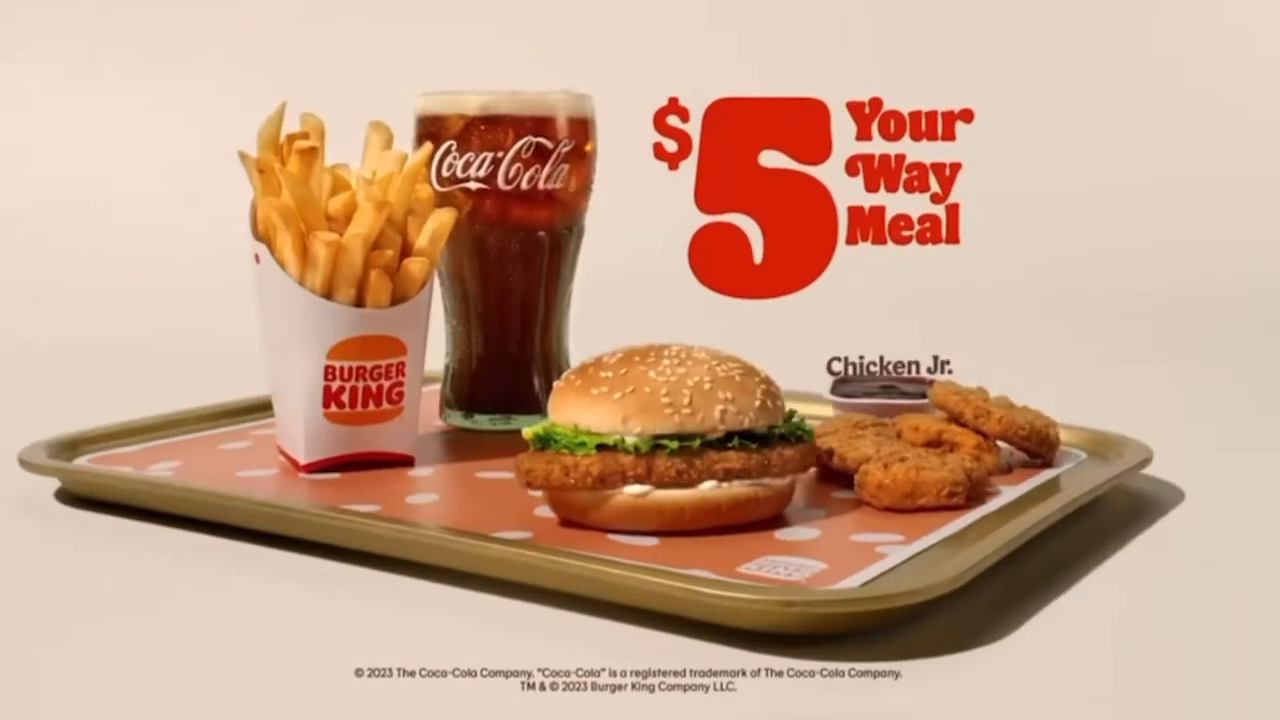 $5 Your
Way
Meal
Coca-Cola
BURGER
KING
Chicken Jr.
© 2023 The Coca-Cola Company. “Coca-Cola” is a registered trademark of The Coca-Cola Company.
TM & © 2023 Burger King Company LLC.